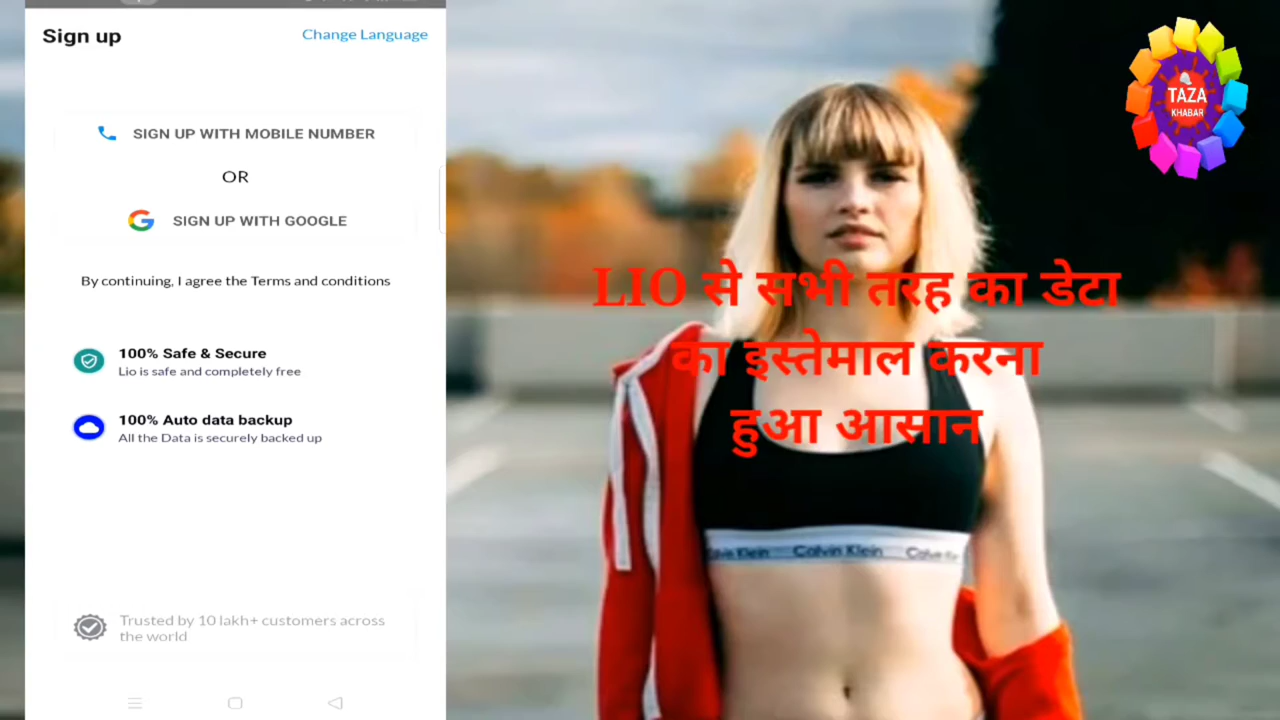 Sign up
Change Language
SIGN UP WITH MOBILE NUMBER
OR
SIGN UP WITH GOOGLE
By continuing, I agree the Terms and conditions
100% Safe & Secure
Lio is safe and completely free
100% Auto data backup
All the Data is securely backed up
Trusted by 10 lakh+ customers across
the world
TAZA
KHABAR
LIO से सभी तरह का डेटा
का इस्तेमाल करना
हुआ आसान
Calvin Klein